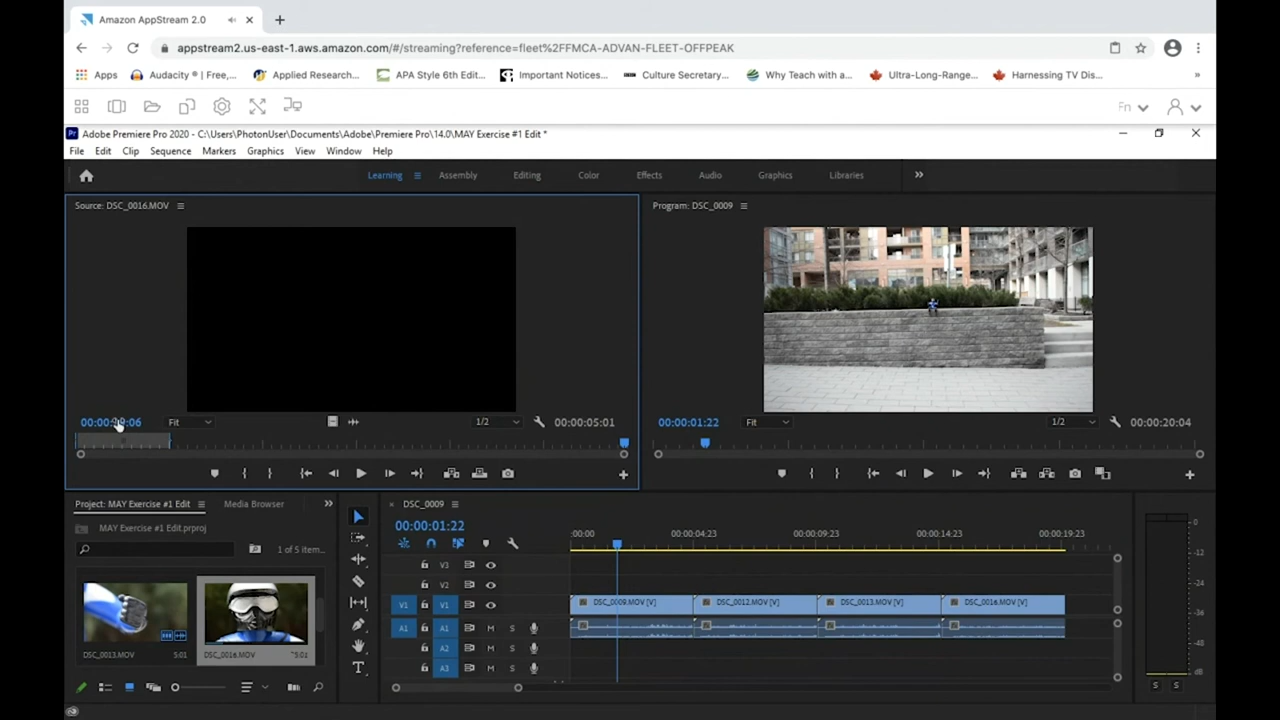 Amazon AppStream 2.0
appstream2.us-east-1.aws.amazon.com/#/streaming?reference=fleet%2FFMCA-ADVAN-FLEET-OFFPEAK
Apps Audacity ® | Free,... Applied Research... APA Style 6th Edit... Important Notices... Culture Secretary... Why Teach with a... Ultra-Long-Range... Harnessing TV Dis... »
Fn
Adobe Premiere Pro 2020 - C:\Users\PhotonUser\Documents\Adobe\Premiere Pro\14.0\MAY Exercise #1 Edit *
File Edit Clip Sequence Markers Graphics View Window Help
Learning Assembly Editing Color Effects Audio Graphics Libraries »
Source: DSC_0016.MOV Program: DSC_0009
Fit 1/2 00:00:05:01 00:00:01:22 Fit 1/2 00:00:20:04
Project: MAY Exercise #1 Edit Media Browser » × DSC_0009
MAY Exercise #1 Edit.prproj
1 of 5 item...
00:00:01:22
:00:00 00:00:04:23 00:00:09:23 00:00:14:23 00:00:19:23
V3
V2
V1 V1 DSC_0009.MOV [V] DSC_0012.MOV [V] DSC_0013.MOV [V] DSC_0016.MOV [V]
A1 A1 M S
A2 M S
A3 M S
DSC_0013.MOV 5:01 DSC_0016.MOV 5:01
0
-12
-24
-36
-48
dB
S S